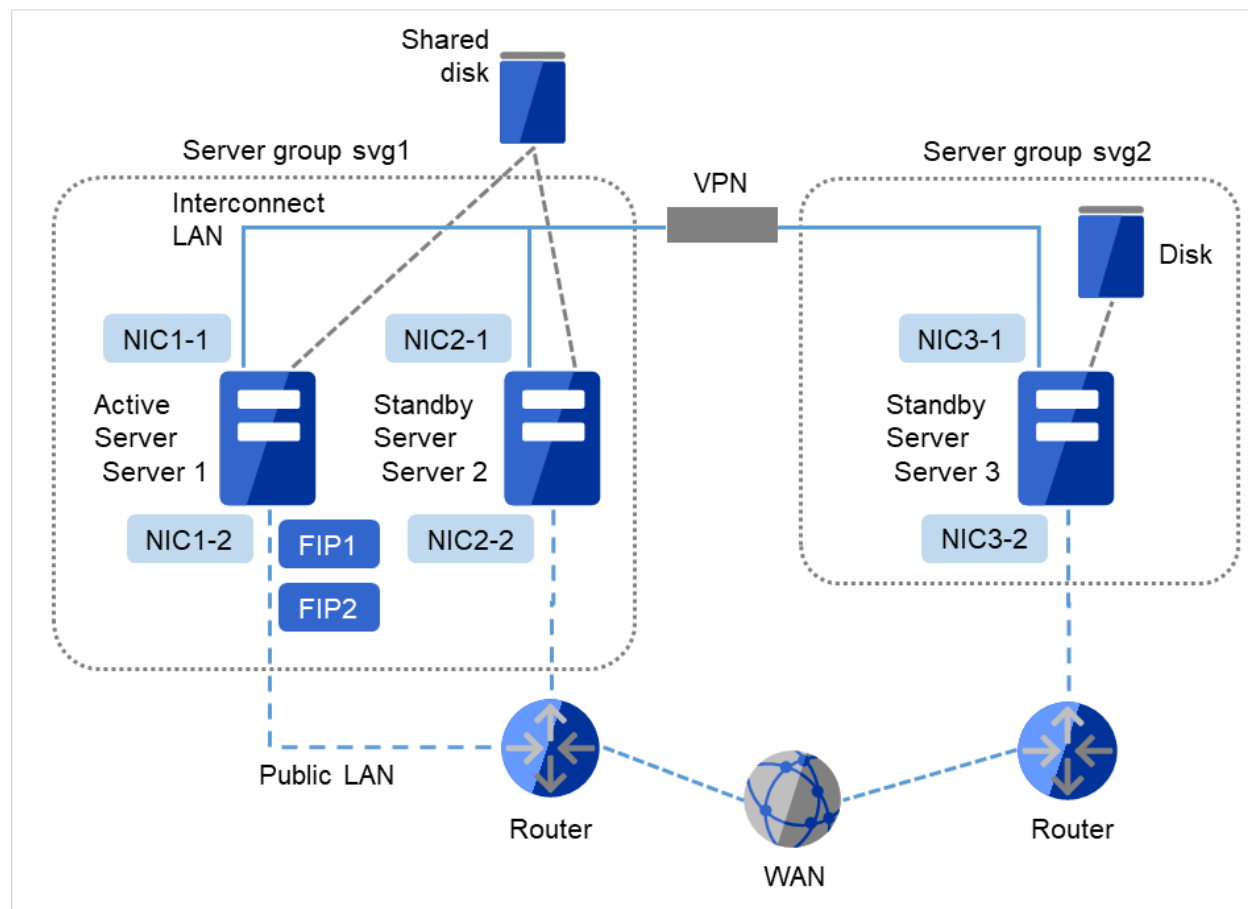 Shared
disk
Server group svg1
Server group svg2
VPN
Interconnect
LAN
Disk
NIC1-1
NIC2-1
NIC3-1
Active
Server
Server 1
Standby
Server
Server 2
Standby
Server
Server 3
NIC1-2
FIP1
NIC2-2
NIC3-2
FIP2
Public LAN
Router
Router
WAN